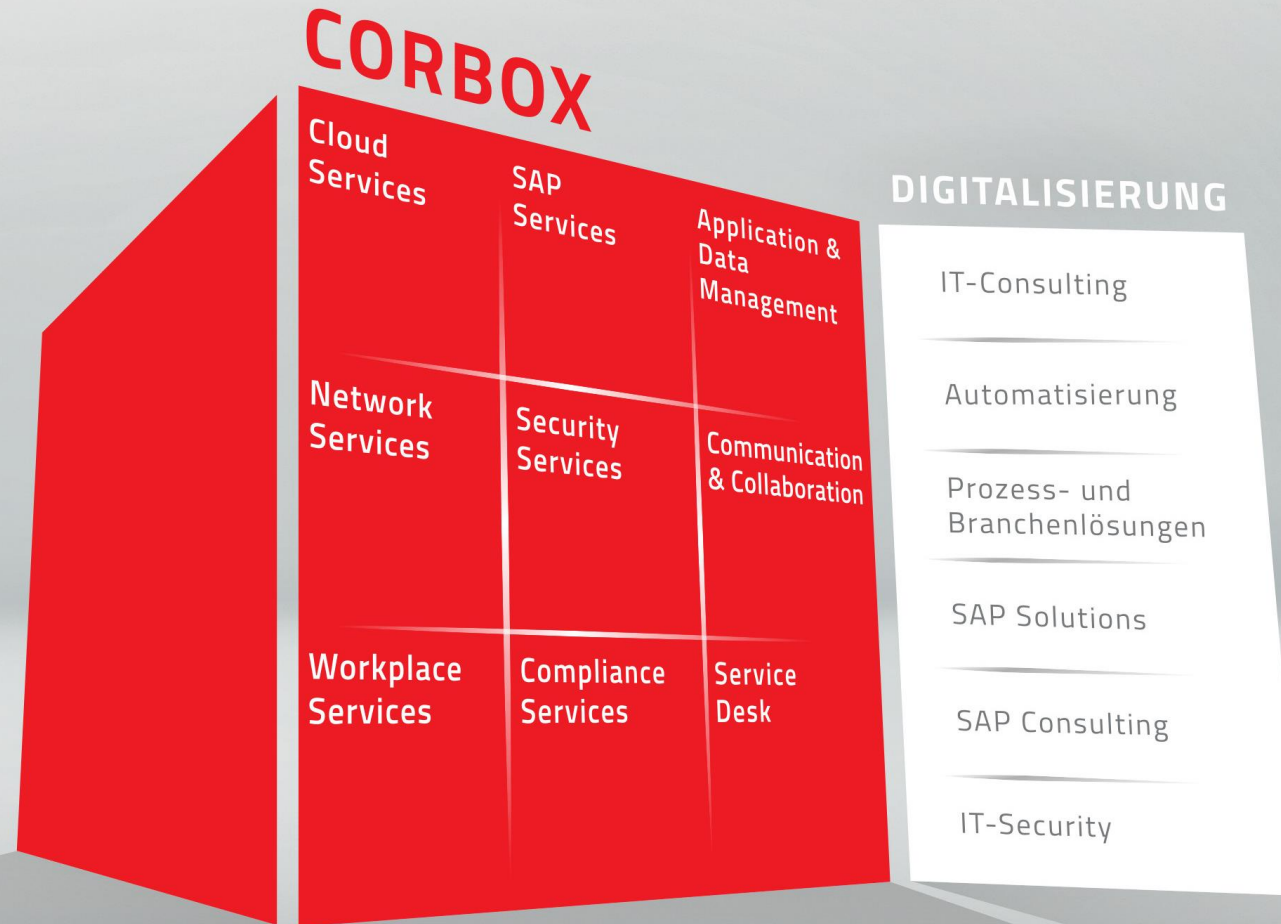 CORBOX
Cloud
Services
SAP
Services
Application &
Data
Management
Network
Services
Security
Services
Communication
& Collaboration
Workplace
Services
Compliance
Services
Service
Desk
DIGITALISIERUNG
IT-Consulting
Automatisierung
Prozess- und
Branchenlösungen
SAP Solutions
SAP Consulting
IT-Security